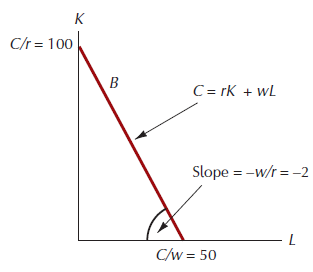 K
C/r = 100
B
C = rK + wL
Slope = –w/r = –2
L
C/w = 50